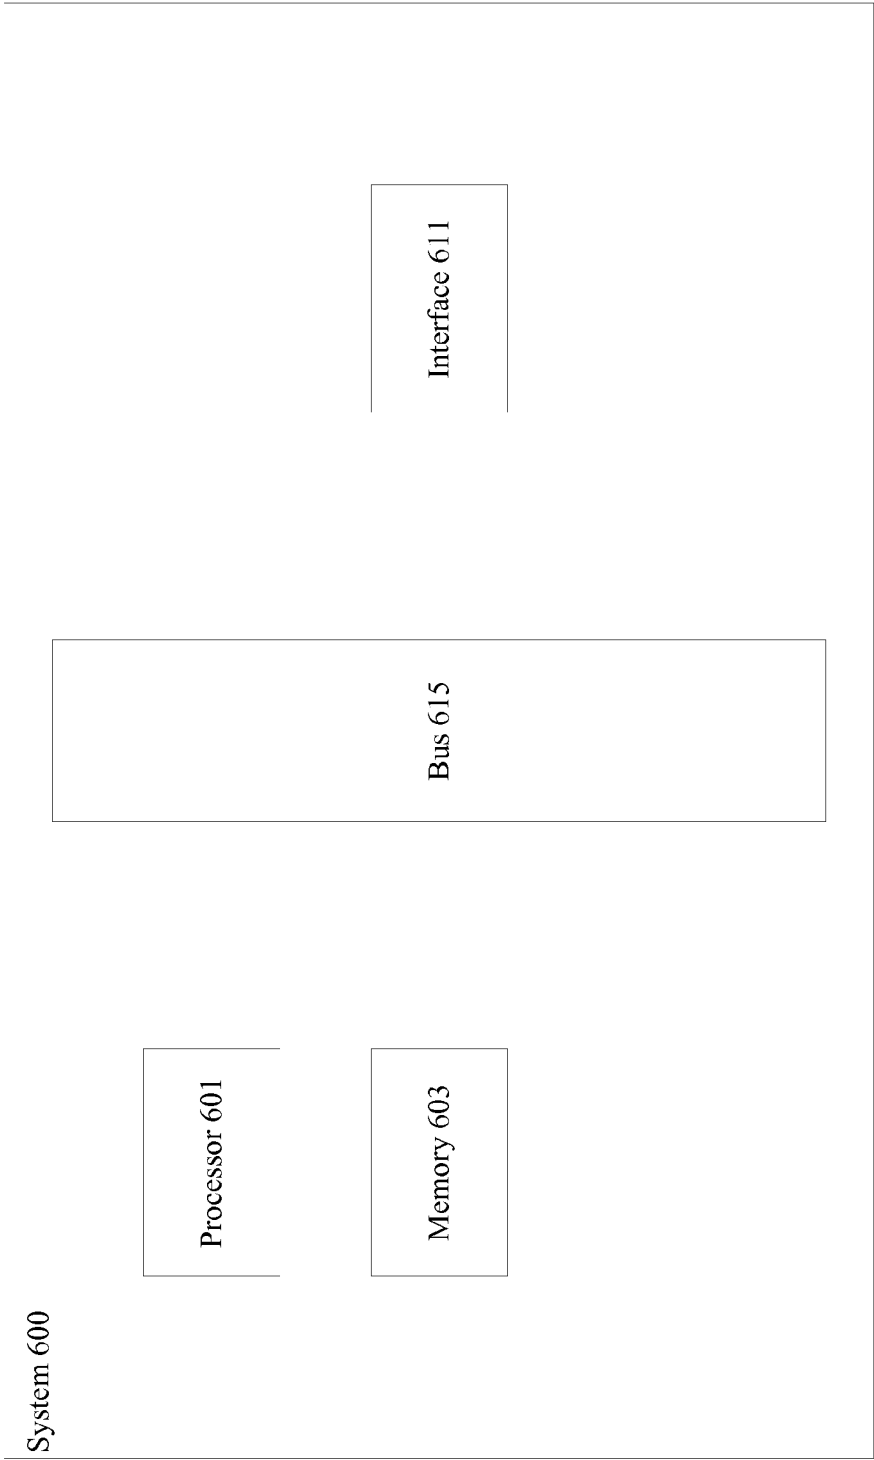 System 600
Processor 601
Memory 603
Bus 615
Interface 611